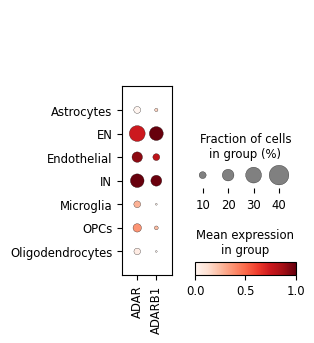 Astrocytes
EN
Endothelial
IN
Microglia
OPCs
Oligodendrocytes
ADAR
ADARB1
Fraction of cells
in group (%)
10 20 30 40
Mean expression
in group
0.0 0.5 1.0